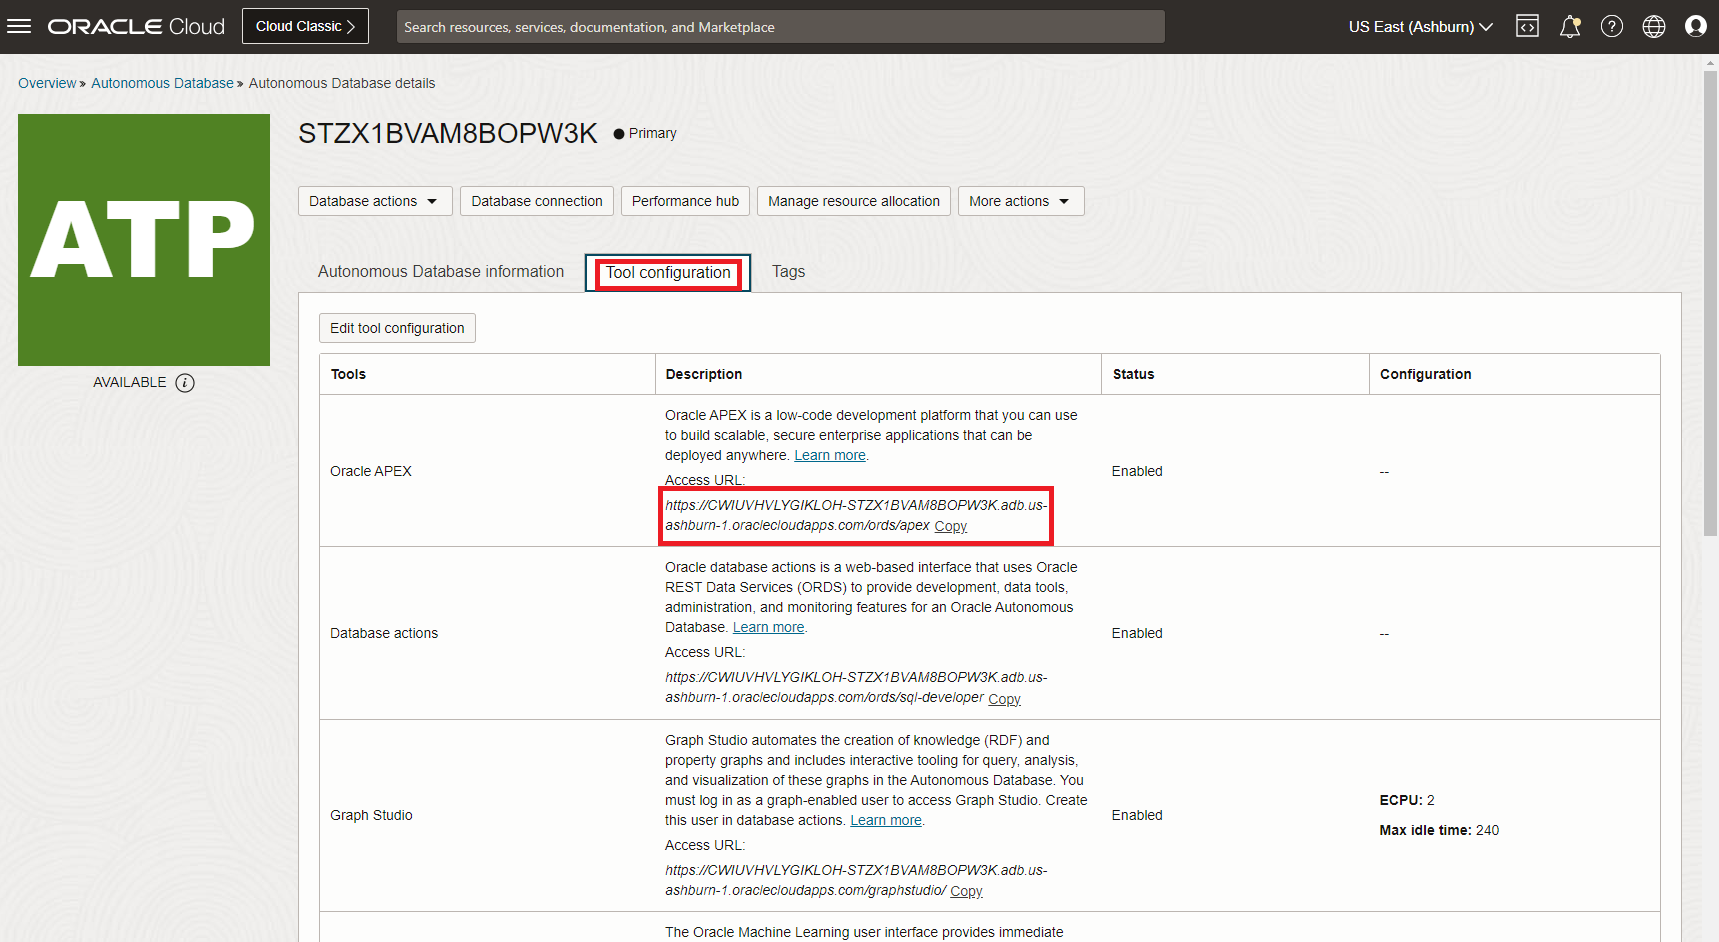 ORACLE Cloud
Cloud Classic
Search resources, services, documentation, and Marketplace
US East (Ashburn)
Overview » Autonomous Database » Autonomous Database details
ATP
AVAILABLE
STZX1BVAM8BOPW3K
Primary
Database actions
Database connection
Performance hub
Manage resource allocation
More actions
Autonomous Database information
Tool configuration
Tags
Edit tool configuration
Tools
Description
Status
Configuration
Oracle APEX
Oracle APEX is a low-code development platform that you can use
to build scalable, secure enterprise applications that can be
deployed anywhere. Learn more.
Access URL:
https://CWIUVHVLYGIKLOH-STZX1BVAM8BOPW3K.adb.us-
ashburn-1.oraclecloudapps.com/ords/apex Copy
Enabled
--
Database actions
Oracle database actions is a web-based interface that uses Oracle
REST Data Services (ORDS) to provide development, data tools,
administration, and monitoring features for an Oracle Autonomous
Database. Learn more.
Access URL:
https://CWIUVHVLYGIKLOH-STZX1BVAM8BOPW3K.adb.us-
ashburn-1.oraclecloudapps.com/ords/sql-developer Copy
Enabled
--
Graph Studio
Graph Studio automates the creation of knowledge (RDF) and
property graphs and includes interactive tooling for query, analysis,
and visualization of these graphs in the Autonomous Database. You
must log in as a graph-enabled user to access Graph Studio. Create
this user in database actions. Learn more.
Access URL:
https://CWIUVHVLYGIKLOH-STZX1BVAM8BOPW3K.adb.us-
ashburn-1.oraclecloudapps.com/graphstudio/ Copy
Enabled
ECPU: 2
Max idle time: 240
The Oracle Machine Learning user interface provides immediate